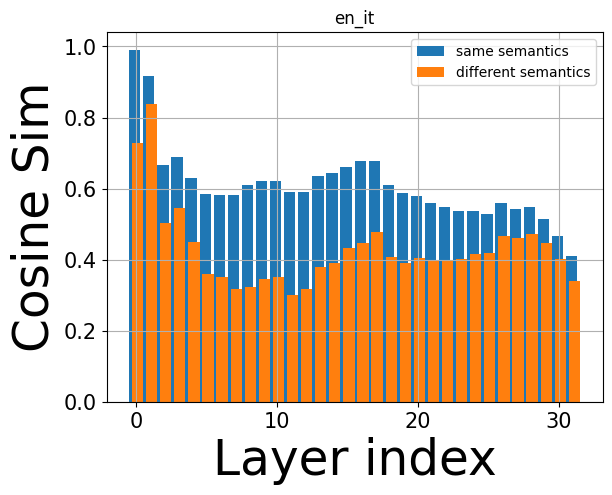 en_it
same semantics
different semantics
Cosine Sim
1.0
0.8
0.6
0.4
0.2
0.0
0 10 20 30
Layer index